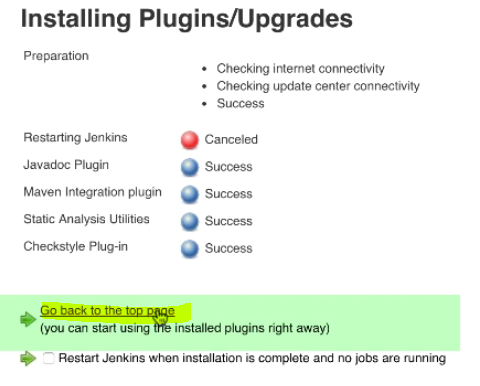 Installing Plugins/Upgrades
Preparation
• Checking internet connectivity
• Checking update center connectivity
• Success
Restarting Jenkins Canceled
Javadoc Plugin Success
Maven Integration plugin Success
Static Analysis Utilities Success
Checkstyle Plug-in Success
Go back to the top page
(you can start using the installed plugins right away)
Restart Jenkins when installation is complete and no jobs are running